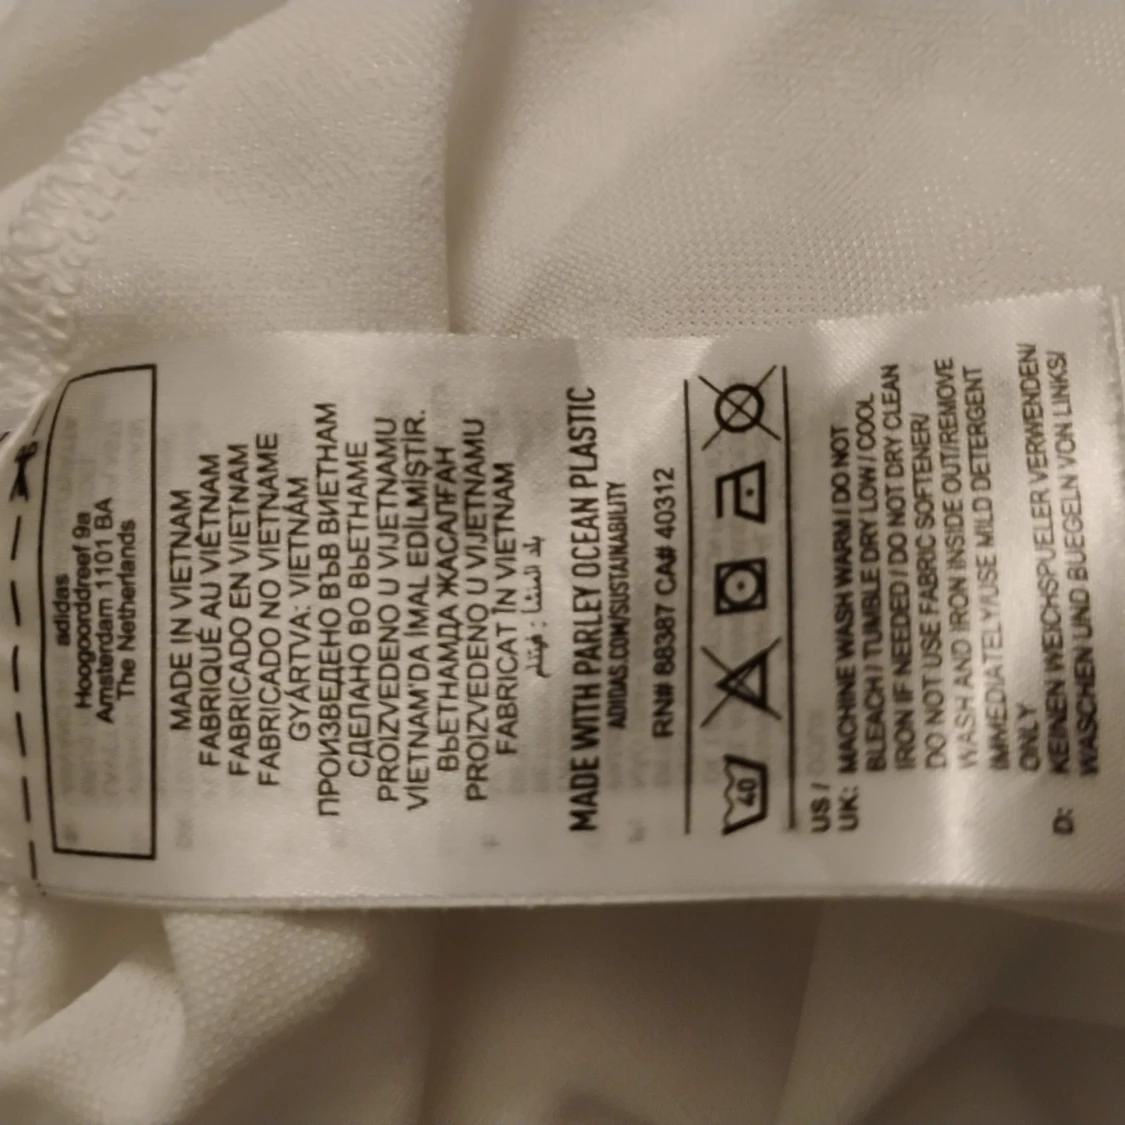 adidas
Hoogoorddreef 9a
Amsterdam 1101 BA
The Netherlands
MADE IN VIETNAM
FABRIQUÉ AU VIÊTNAM
FABRICADO EN VIETNAM
FABRICADO NO VIETNAME
GYÁRTVA: VIETNÁM
ПРОИЗВЕДЕНО ВЪВ ВИЕТНАМ
СДЕЛАНО ВО ВЬЕТНАМЕ
PROIZVEDENO U VIJETNAMU
VIETNAM'DA İMAL EDİLMİŞTİR.
ВЬЕТНАМДА ЖАСАЛҒАН
PROIZVEDENO U VIJETNAMU
FABRICAT ÎN VIETNAM
بلد المنشأ : فيتنام
MADE WITH PARLEY OCEAN PLASTIC
ADIDAS.COM/SUSTAINABILITY
RN# 88387 CA# 40312
40
US /
UK: MACHINE WASH WARM / DO NOT
BLEACH / TUMBLE DRY LOW / COOL
IRON IF NEEDED / DO NOT DRY CLEAN
DO NOT USE FABRIC SOFTENER/
WASH AND IRON INSIDE OUT/REMOVE
IMMEDIATELY/USE MILD DETERGENT
ONLY
D: KEINEN WEICHSPUELER VERWENDEN/
WASCHEN UND BUEGELN VON LINKS/